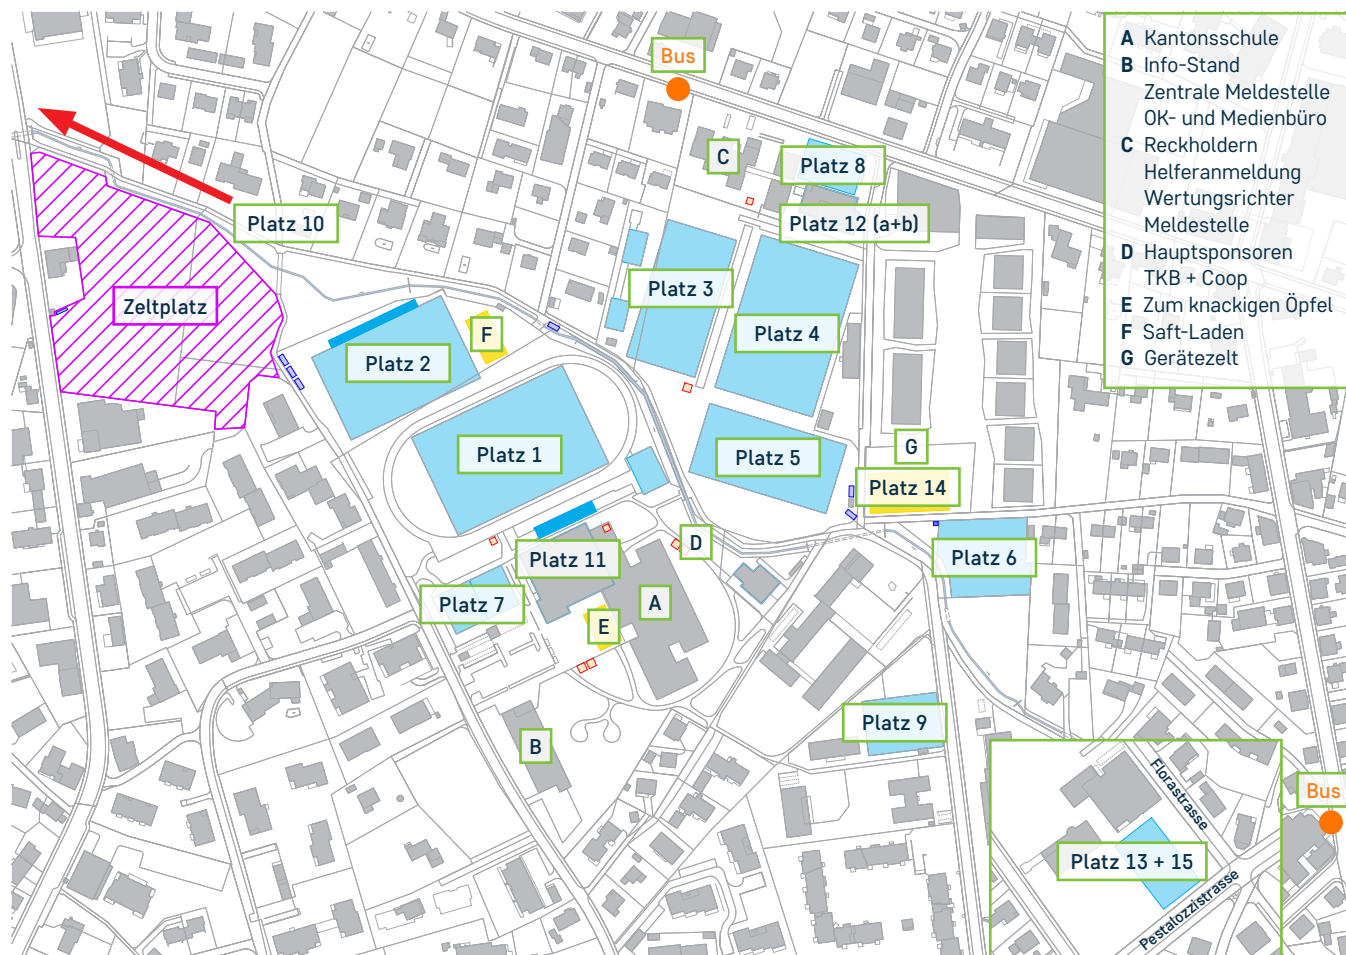 Bus
A Kantonsschule
B Info-Stand
Zentrale Meldestelle
OK- und Medienbüro
C Reckholdern
Helferanmeldung
Wertungsrichter
Meldestelle
D Hauptsponsoren
TKB + Coop
E Zum knackigen Öpfel
F Saft-Laden
G Gerätezelt
C
Platz 8
Platz 10
Platz 12 (a+b)
Zeltplatz
Platz 3
F
Platz 4
Platz 2
Platz 1
Platz 5
G
Platz 14
D
Platz 11
Platz 6
Platz 7
A
E
Platz 9
B
Florastrasse
Bus
Platz 13 + 15
Pestalozzistrasse